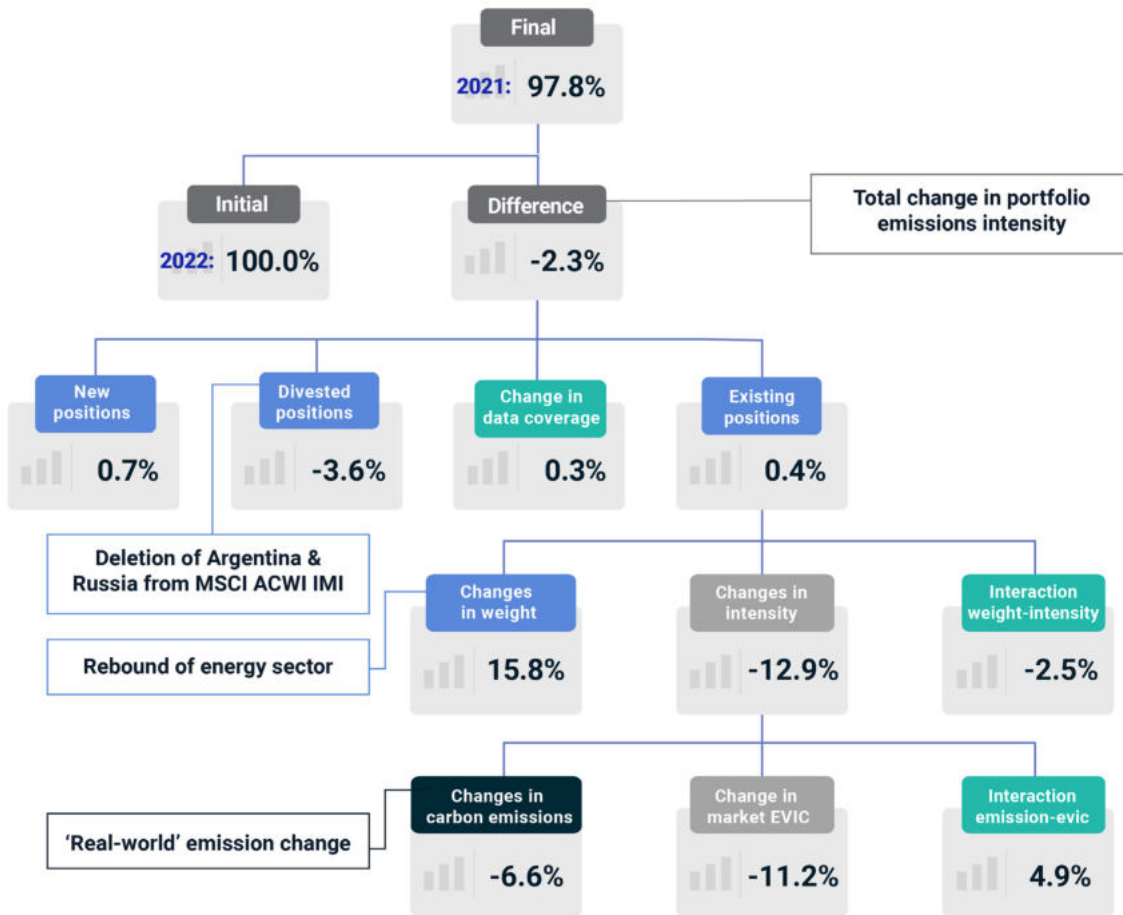 Final
2021: 97.8%
Initial
2022: 100.0%
Difference
-2.3%
Total change in portfolio
emissions intensity
New
positions
0.7%
Divested
positions
-3.6%
Change in
data coverage
0.3%
Existing
positions
0.4%
Deletion of Argentina &
Russia from MSCI ACWI IMI
Rebound of energy sector
Changes
in weight
15.8%
Changes in
intensity
-12.9%
Interaction
weight-intensity
-2.5%
'Real-world' emission change
Changes in
carbon emissions
-6.6%
Change in
market EVIC
-11.2%
Interaction
emission-evic
4.9%